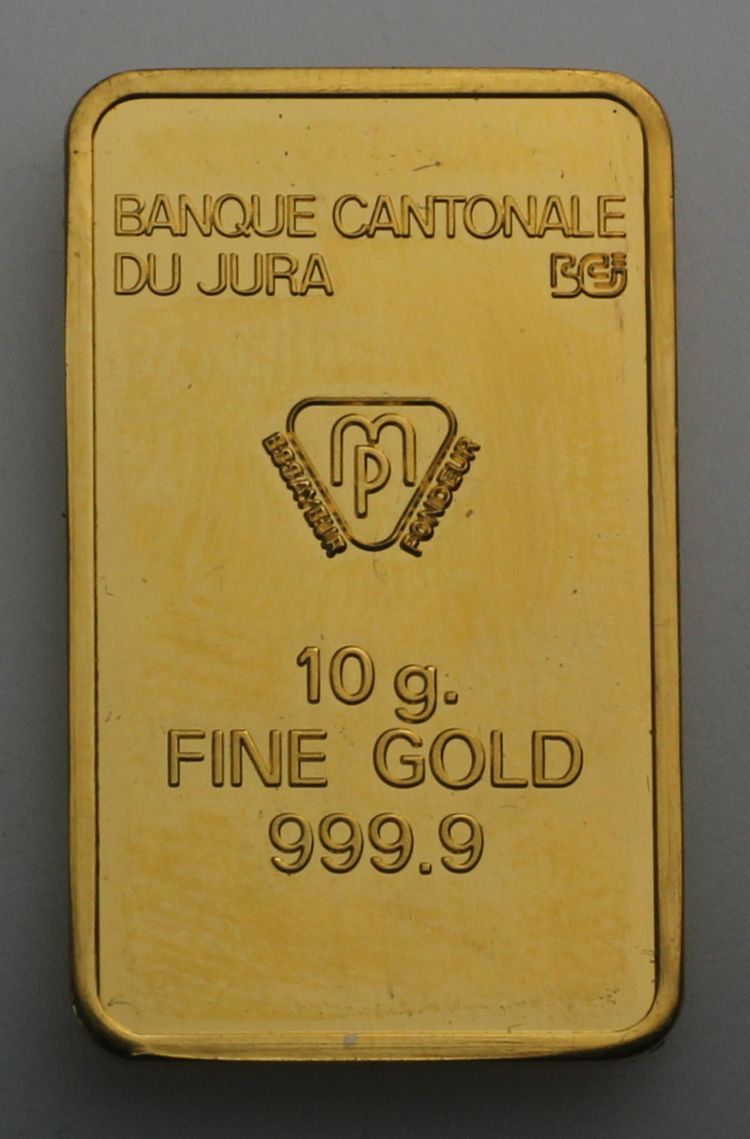 BANQUE CANTONALE
DU JURA BCJ
MP
ESSAYEUR FONDEUR
10 g.
FINE GOLD
999.9